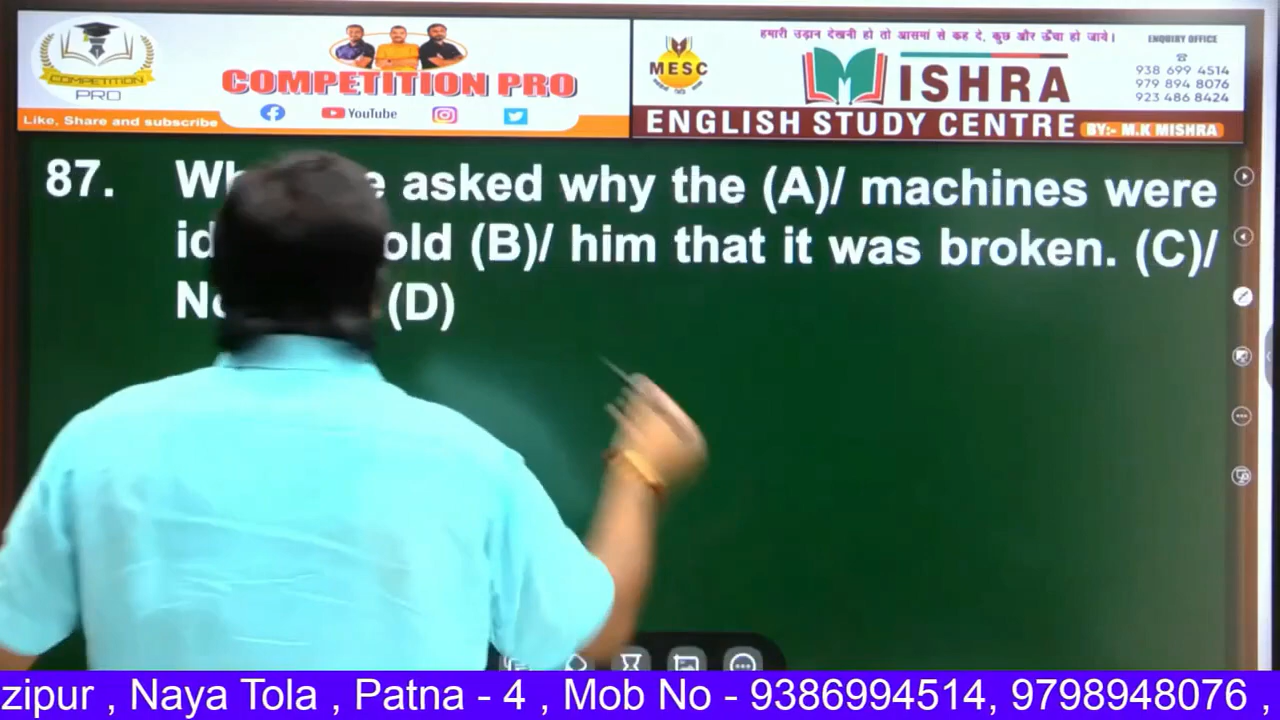 COMPETITION
PRO
Like, Share and subscribe
COMPETITION PRO
YouTube
MESC
हमारी उड़ान देखनी हो तो आसमां से कह दे, कुछ और ऊँचा हो जाये।
M ISHRA
ENQUIRY OFFICE
938 699 4514
979 894 8076
923 486 8424
ENGLISH STUDY CENTRE BY:- M.K MISHRA
87. asked why the (A)/ machines were
(B)/ him that it was broken. (C)/
(D)
zipur , Naya Tola , Patna - 4 , Mob No - 9386994514, 9798948076 ,